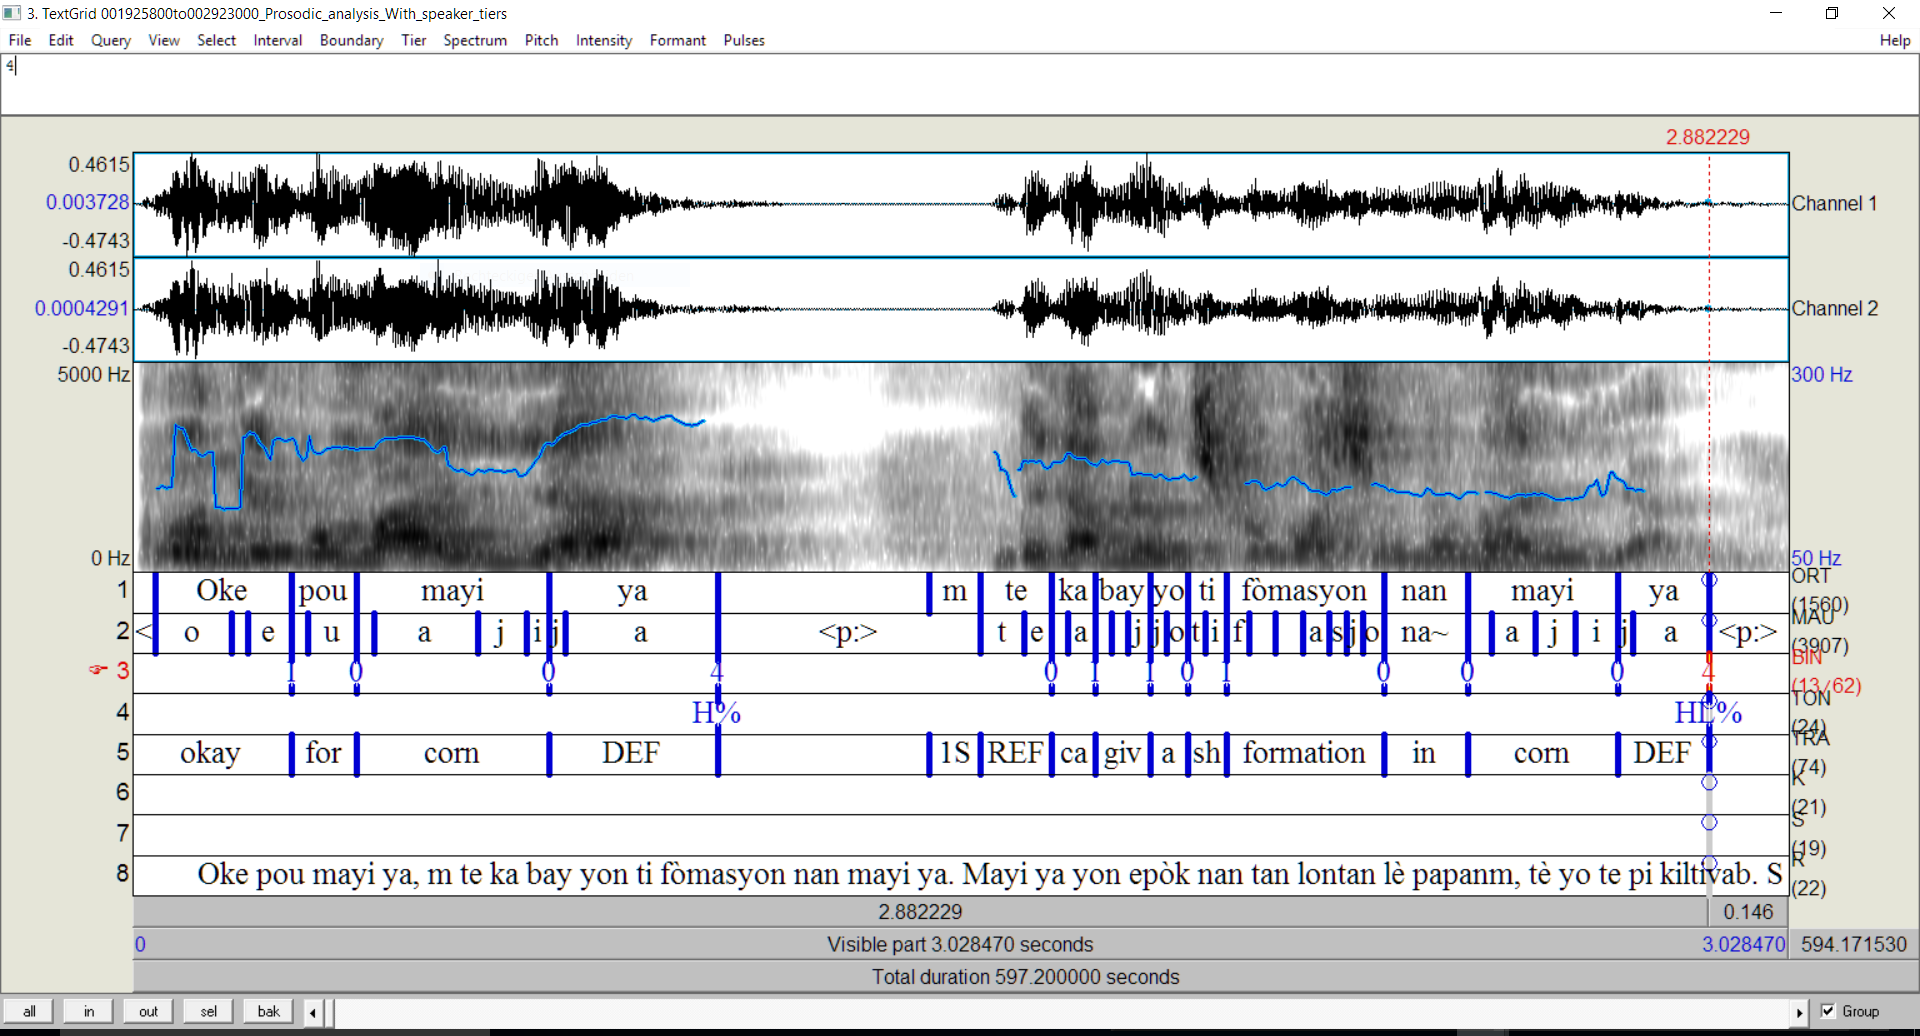 3. TextGrid 001925800to002923000_Prosodic_analysis_With_speaker_tiers
File Edit Query View Select Interval Boundary Tier Spectrum Pitch Intensity Formant Pulses Help
4
2.882229
0.4615
0.003728 Channel 1
-0.4743
0.4615
0.0004291 Channel 2
-0.4743
5000 Hz 300 Hz
0 Hz 50 Hz
1 Oke pou mayi ya m te ka bay yo ti fòmasyon nan mayi ya ORT (1560)
2 < o e u a j i j a <p:> t e a j j o t i f a s j o na~ a j i j a <p:> MAU (3907)
3 1 0 0 4 0 1 1 0 1 0 0 0 4 BIN (13/62)
4 H% HL% TON (24)
5 okay for corn DEF 1S REF ca giv a sh formation in corn DEF TRA (74)
6 K (21)
7 S (19)
8 Oke pou mayi ya, m te ka bay yon ti fòmasyon nan mayi ya. Mayi ya yon epòk nan tan lontan lè papanm, tè yo te pi kiltivab. S R (22)
2.882229 0.146
0 Visible part 3.028470 seconds 3.028470 594.171530
Total duration 597.200000 seconds
all in out sel bak Group